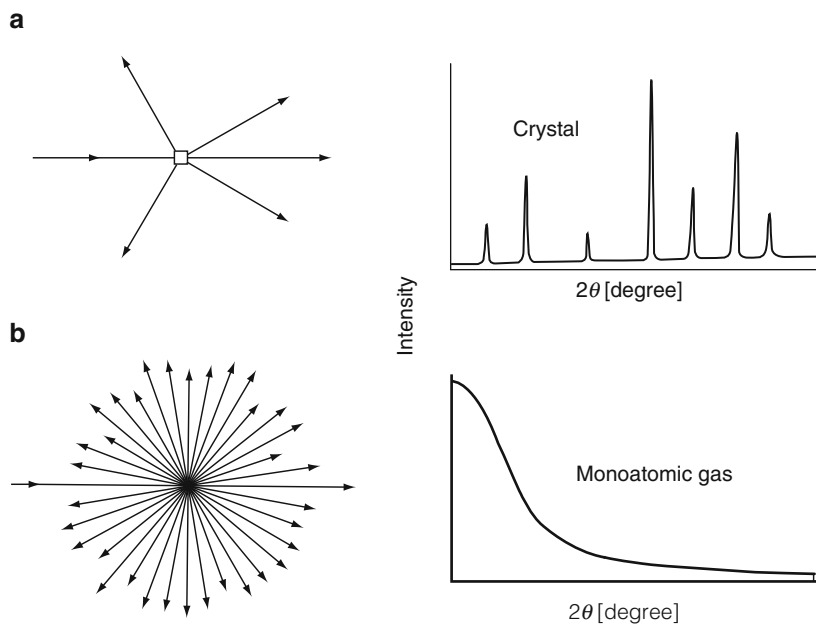 a
Crystal
2θ [degree]
Intensity
b
Monoatomic gas
2θ [degree]